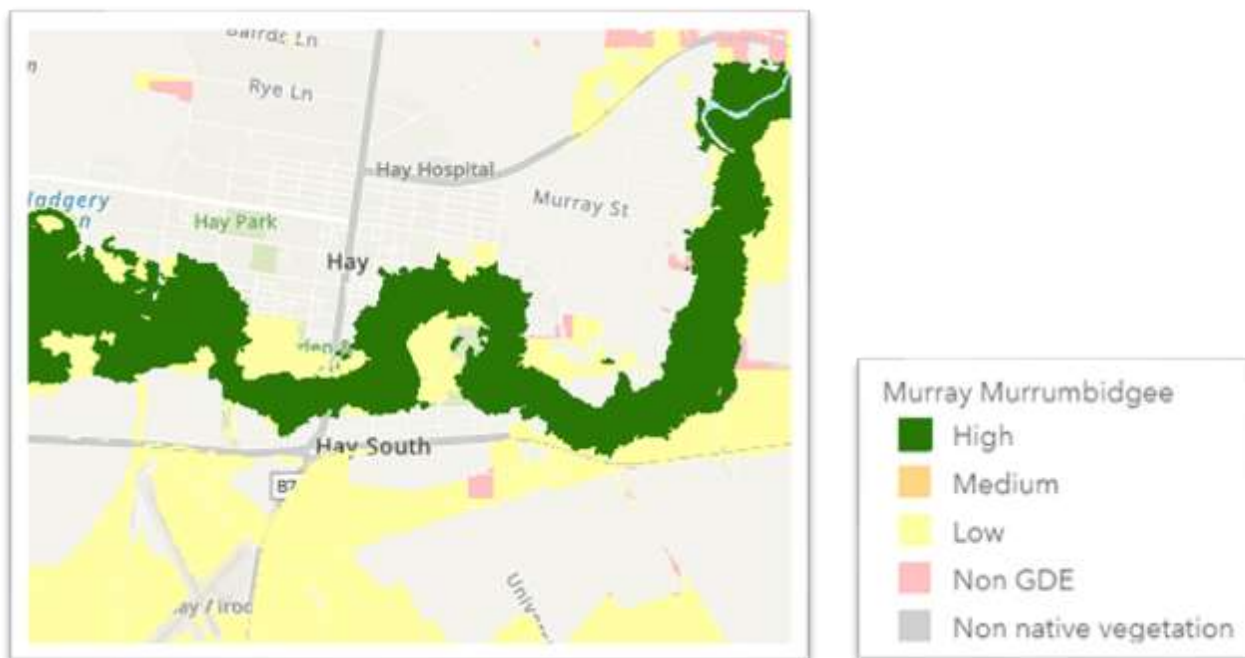 Rye Ln
Hay Hospital
Murray St
Hay Park
Hay
Hay South
B7
Murray Murrumbidgee
High
Medium
Low
Non GDE
Non native vegetation